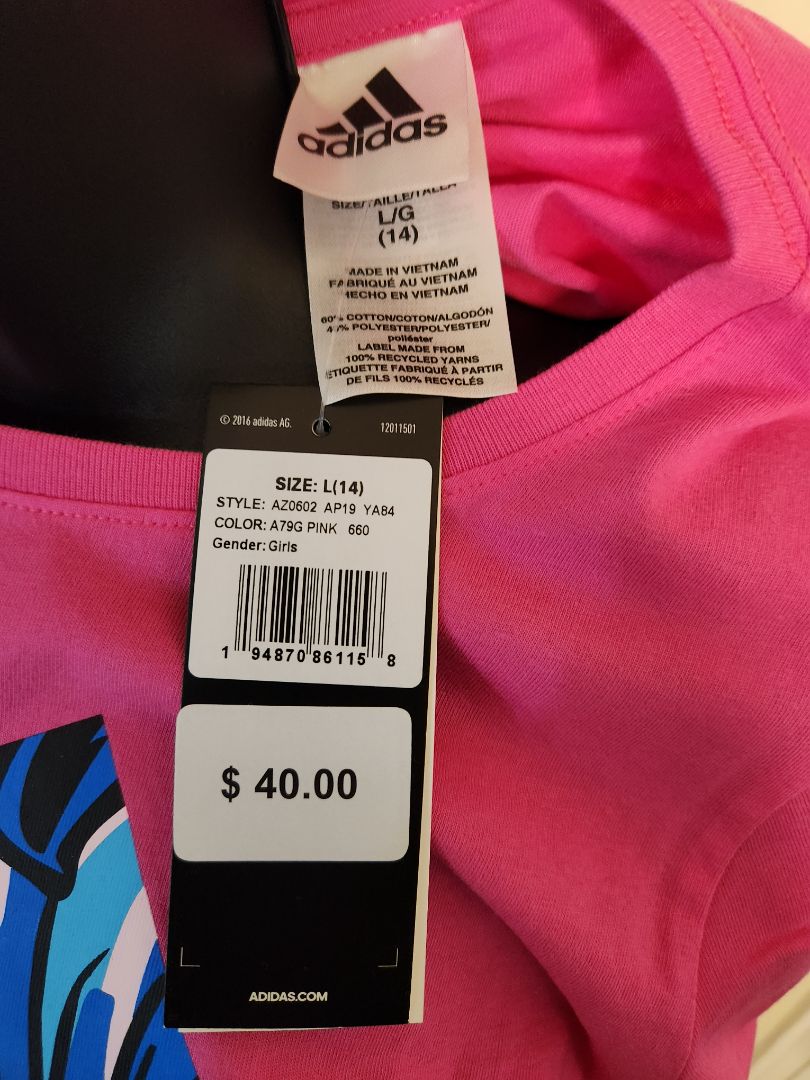 adidas
L/G
(14)
MADE IN VIETNAM
FABRIQUÉ AU VIETNAM
HECHO EN VIETNAM
COTTON/COTON/ALGODÓN
POLYESTER/POLYESTER/
poliéster
LABEL MADE FROM
100% RECYCLED YARNS
ETIQUETTE FABRIQUÉ À PARTIR
DE FILS 100% RECYCLÉS
© 2016 adidas AG.
12011501
SIZE: L(14)
STYLE: AZ0602 AP19 YA84
COLOR: A79G PINK 660
Gender: Girls
1 94870 86115 8
$ 40.00
ADIDAS.COM